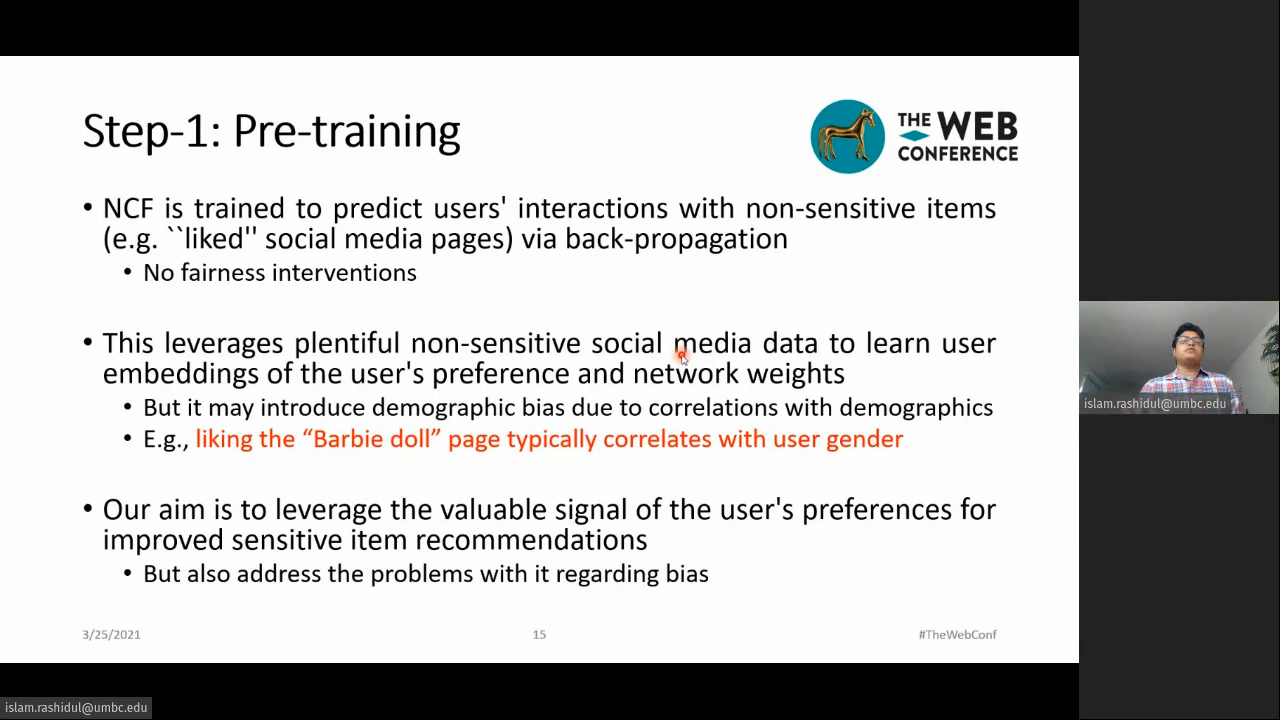 Step-1: Pre-training
THE WEB
CONFERENCE
• NCF is trained to predict users' interactions with non-sensitive items
(e.g. ``liked'' social media pages) via back-propagation
• No fairness interventions
• This leverages plentiful non-sensitive social media data to learn user
embeddings of the user's preference and network weights
• But it may introduce demographic bias due to correlations with demographics
• E.g., liking the “Barbie doll” page typically correlates with user gender
• Our aim is to leverage the valuable signal of the user's preferences for
improved sensitive item recommendations
• But also address the problems with it regarding bias
3/25/2021
15
#TheWebConf
islam.rashidul@umbc.edu
islam.rashidul@umbc.edu